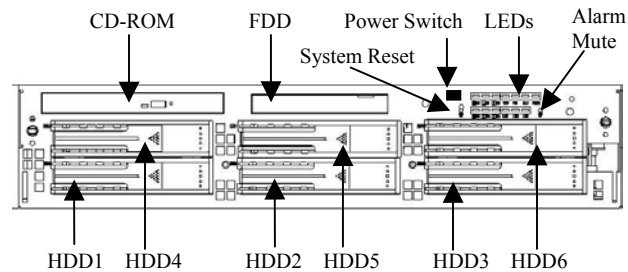 CD-ROM FDD Power Switch LEDs Alarm Mute
System Reset
HDD1 HDD4 HDD2 HDD5 HDD3 HDD6